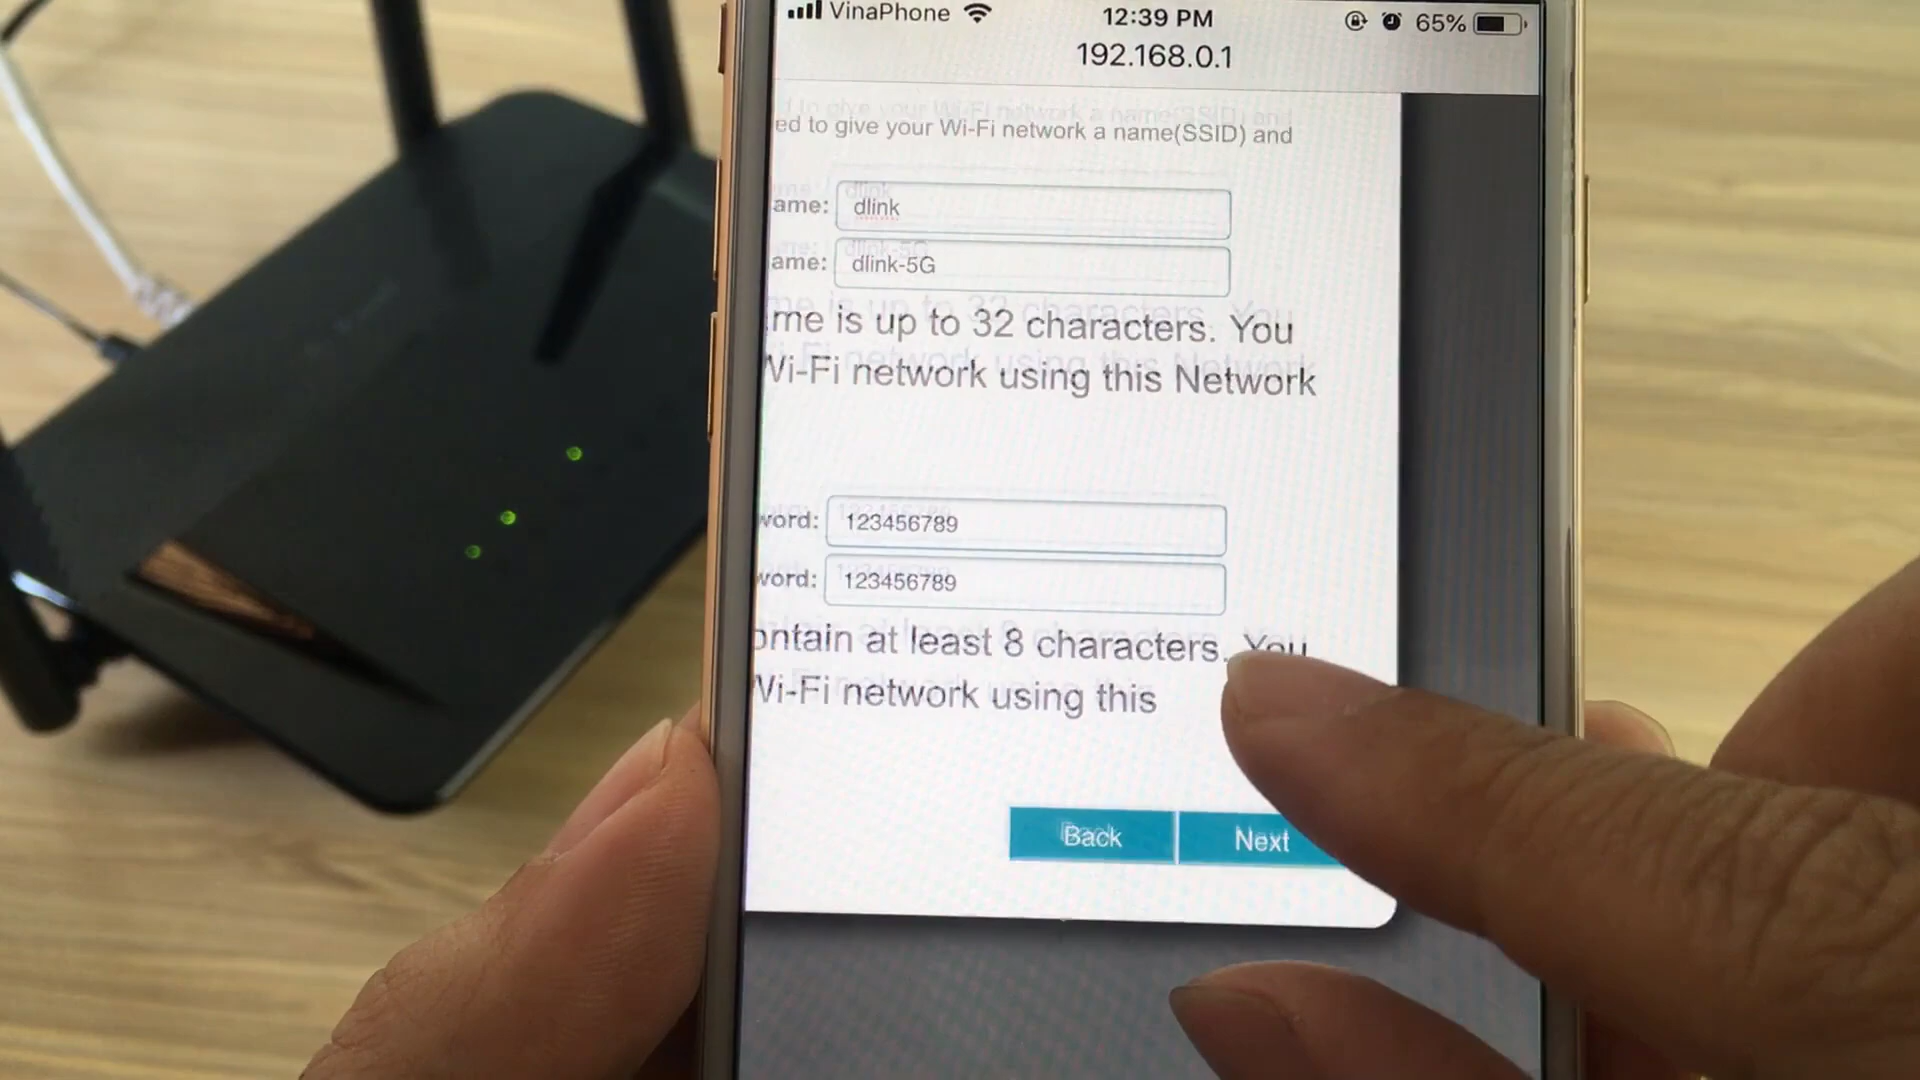 VinaPhone 12:39 PM 65%
192.168.0.1
ed to give your Wi-Fi network a name(SSID) and
ame: dlink
ame: dlink-5G
me is up to 32 characters. You
Wi-Fi network using this Network
word: 123456789
word: 123456789
ontain at least 8 characters. You
Wi-Fi network using this
Back Next